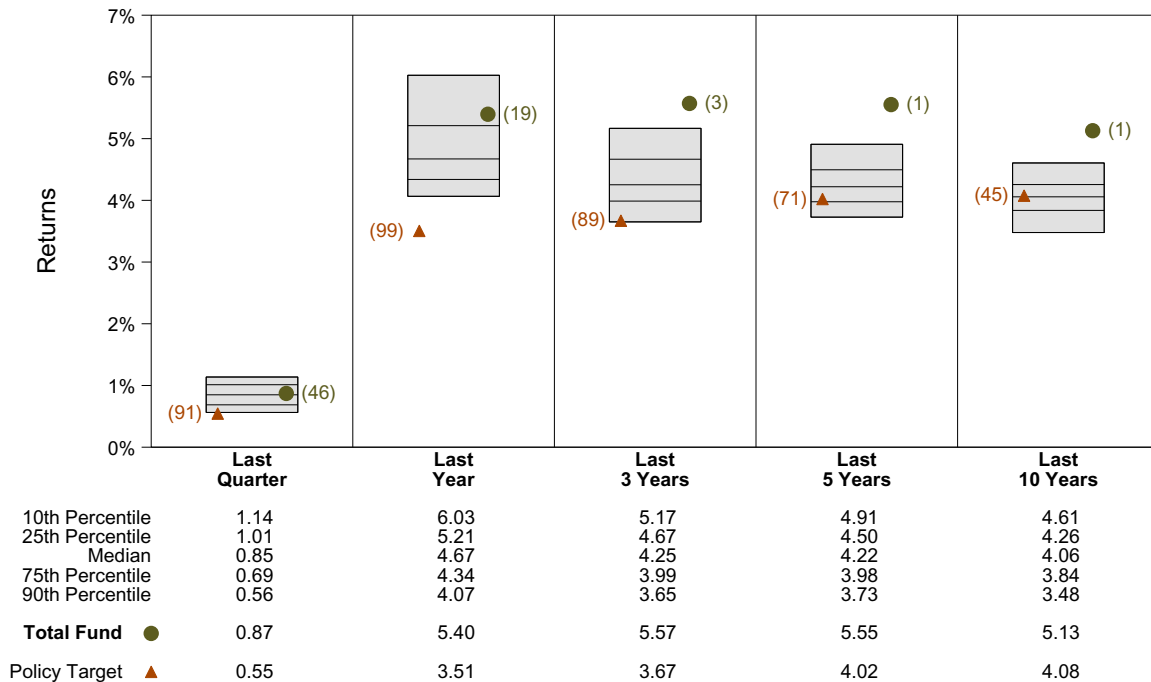 7%
6%
5%
4%
3%
2%
1%
0%
Returns
(91)
(46)
(99)
(19)
(89)
(3)
(71)
(1)
(45)
(1)
Last Quarter
Last Year
Last 3 Years
Last 5 Years
Last 10 Years
10th Percentile 1.14 6.03 5.17 4.91 4.61
25th Percentile 1.01 5.21 4.67 4.50 4.26
Median 0.85 4.67 4.25 4.22 4.06
75th Percentile 0.69 4.34 3.99 3.98 3.84
90th Percentile 0.56 4.07 3.65 3.73 3.48
Total Fund 0.87 5.40 5.57 5.55 5.13
Policy Target 0.55 3.51 3.67 4.02 4.08